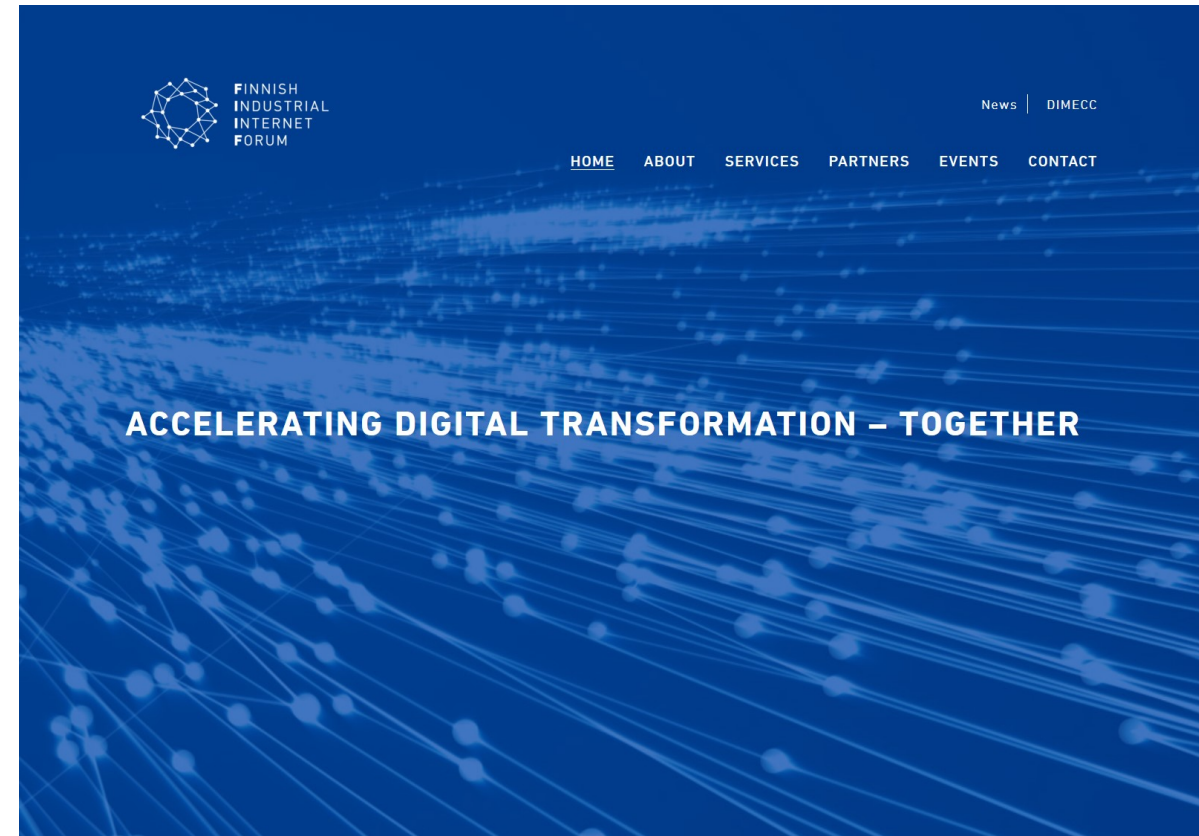 FINNISH
INDUSTRIAL
INTERNET
FORUM
News
DIMECC
HOME ABOUT SERVICES PARTNERS EVENTS CONTACT
ACCELERATING DIGITAL TRANSFORMATION – TOGETHER